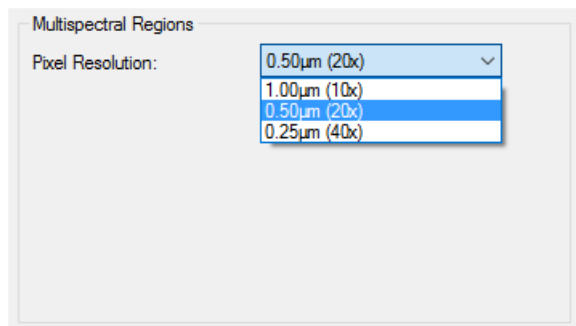 Multispectral Regions
Pixel Resolution: 0.50µm (20x)
1.00µm (10x)
0.50µm (20x)
0.25µm (40x)